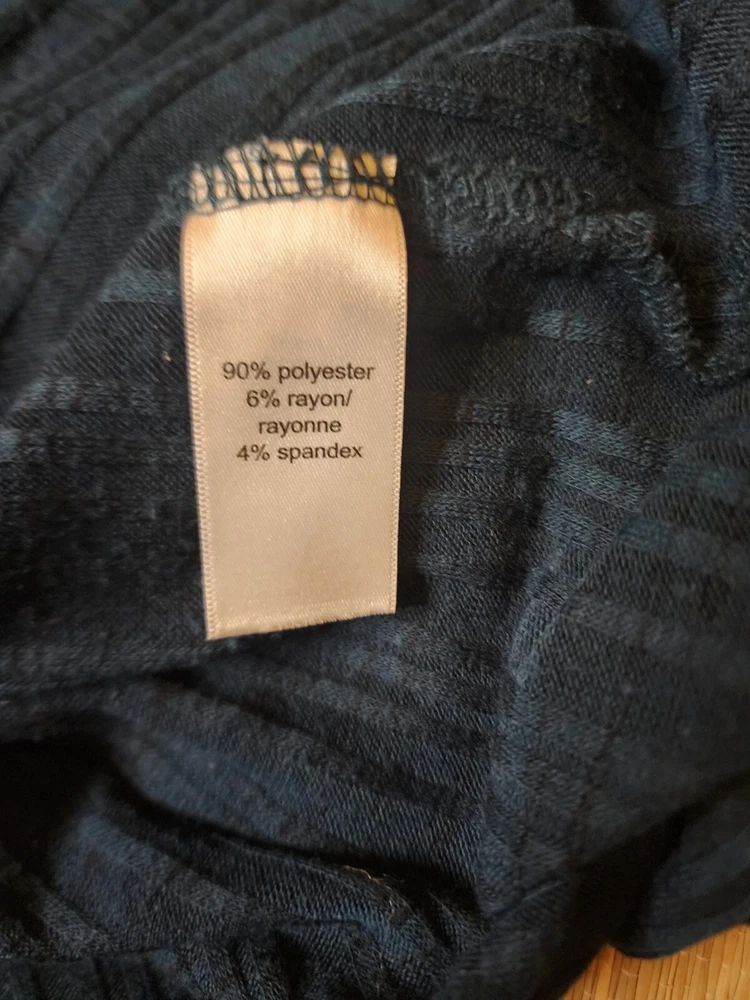 90% polyester
6% rayon/
rayonne
4% spandex